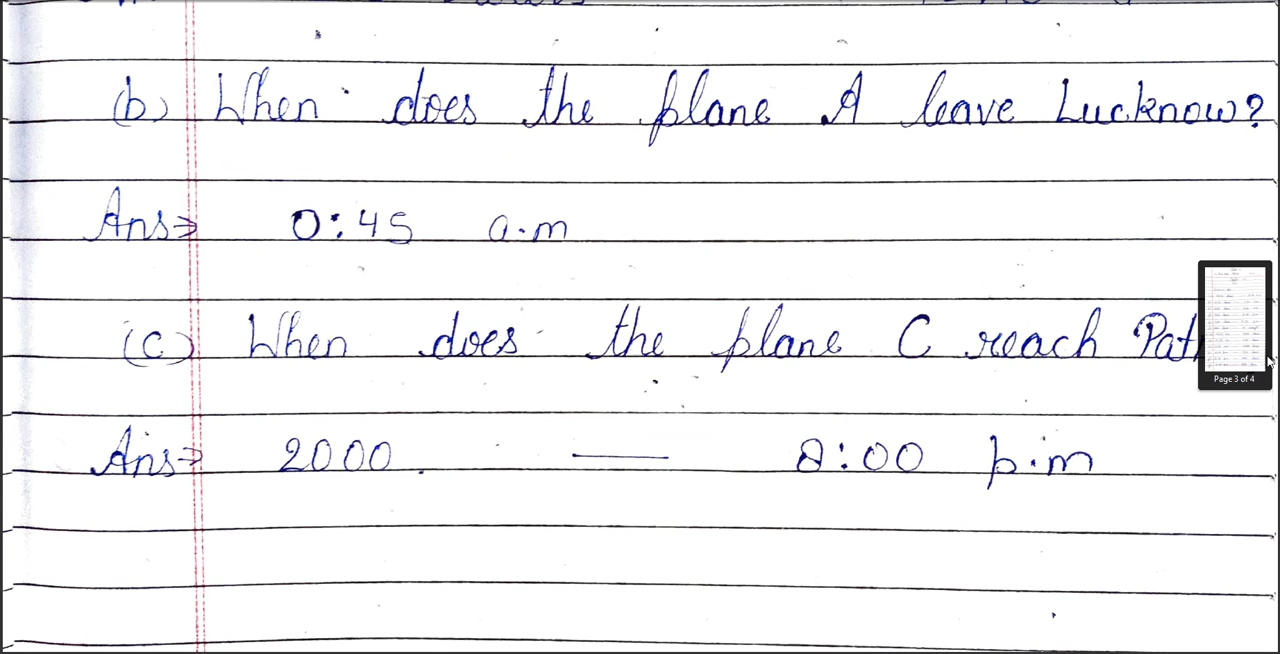 (b) When does the plane A leave Lucknow?
Ans⇒ 0:45 a.m
(c) When does the plane C reach
Ans⇒ 2000. — 8:00 p.m
Page 3 of 4